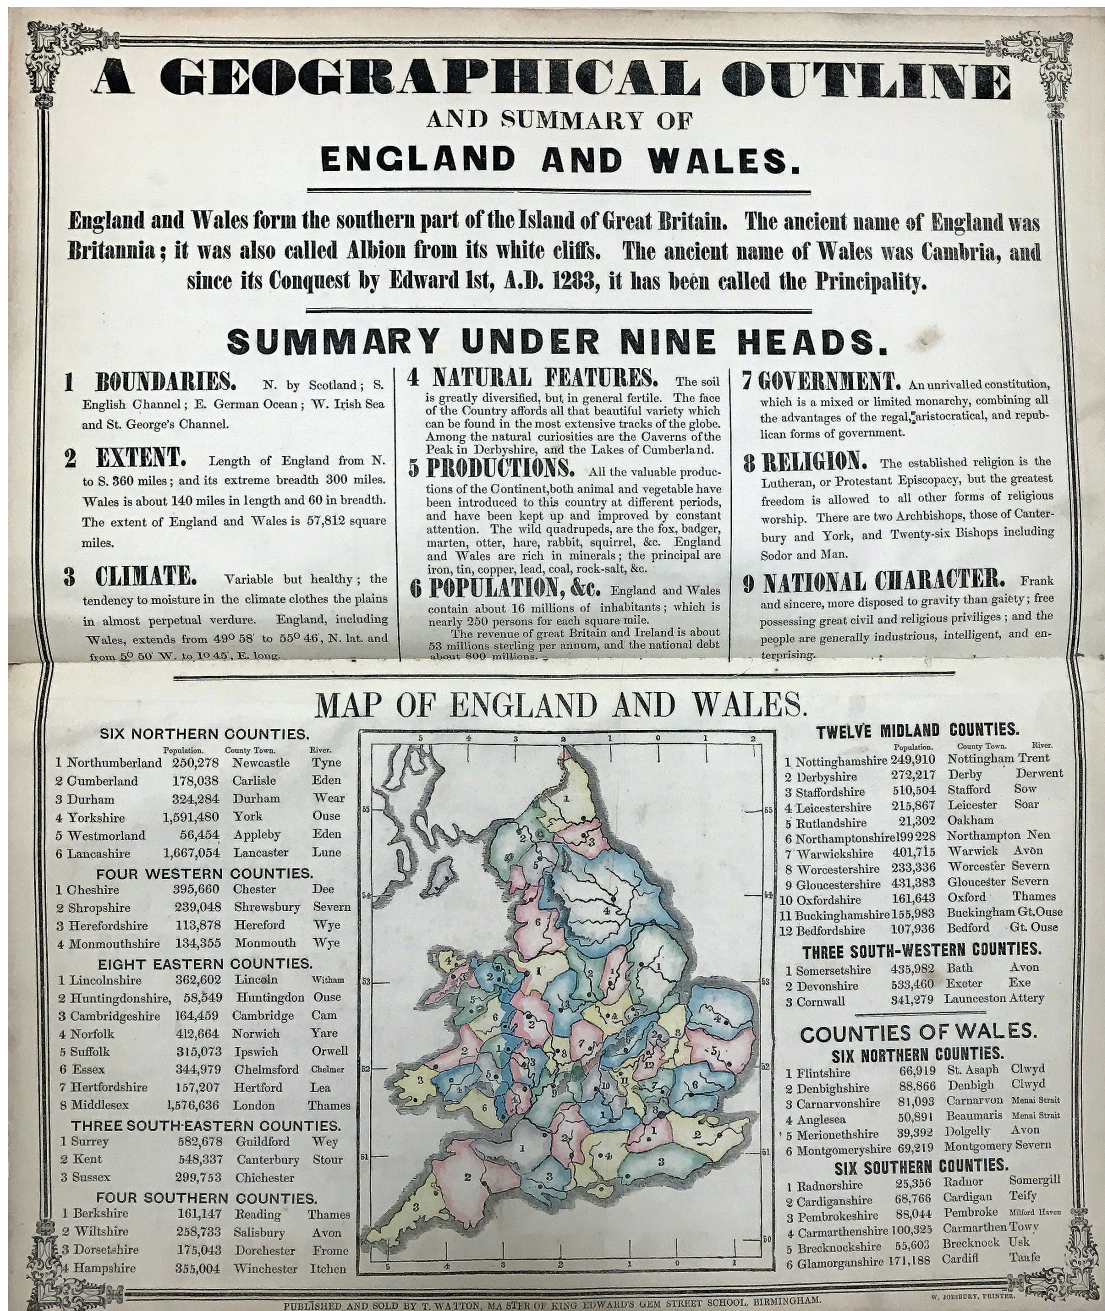 A GEOGRAPHICAL OUTLINE
AND SUMMARY OF
ENGLAND AND WALES.
England and Wales form the southern part of the Island of Great Britain. The ancient name of England was
Britannia; it was also called Albion from its white cliffs. The ancient name of Wales was Cambria, and
since its Conquest by Edward 1st, A.D. 1283, it has been called the Principality.
SUMMARY UNDER NINE HEADS.
1 BOUNDARIES. N. by Scotland; S.
English Channel; E. German Ocean; W. Irish Sea
and St. George's Channel.
2 EXTENT. Length of England from N.
to S. 360 miles; and its extreme breadth 300 miles.
Wales is about 140 miles in length and 60 in breadth.
The extent of England and Wales is 57,812 square
miles.
3 CLIMATE. Variable but healthy; the
tendency to moisture in the climate clothes the plains
in almost perpetual verdure. England, including
Wales, extends from 49º 58' to 55º 46', N. lat. and
from 5º 50' W. to 1º 45', E. long.
4 NATURAL FEATURES. The soil
is greatly diversified, but in general fertile. The face
of the Country affords all that beautiful variety which
can be found in the most extensive tracks of the globe.
Among the natural curiosities are the Caverns of the
Peak in Derbyshire, and the Lakes of Cumberland.
5 PRODUCTIONS. All the valuable produc-
tions of the Continent,both animal and vegetable have
been introduced to this country at different periods,
and have been kept up and improved by constant
attention. The wild quadrupeds, are the fox, badger,
marten, otter, hare, rabbit, squirrel, &c. England
and Wales are rich in minerals; the principal are
iron, tin, copper, lead, coal, rock-salt, &c.
6 POPULATION, &c. England and Wales
contain about 16 millions of inhabitants; which is
nearly 250 persons for each square mile.
The revenue of great Britain and Ireland is about
53 millions sterling per annum, and the national debt
about 800 millions.
7 GOVERNMENT. An unrivalled constitution,
which is a mixed or limited monarchy, combining all
the advantages of the regal, aristocratical, and repub-
lican forms of government.
8 RELIGION. The established religion is the
Lutheran, or Protestant Episcopacy, but the greatest
freedom is allowed to all other forms of religious
worship. There are two Archbishops, those of Canter-
bury and York, and Twenty-six Bishops including
Sodor and Man.
9 NATIONAL CHARACTER. Frank
and sincere, more disposed to gravity than gaiety; free
possessing great civil and religious priviliges; and the
people are generally industrious, intelligent, and en-
terprising.
MAP OF ENGLAND AND WALES.
SIX NORTHERN COUNTIES.
Population. County Town. River.
1 Northumberland 250,278 Newcastle Tyne
2 Cumberland 178,038 Carlisle Eden
3 Durham 324,284 Durham Wear
4 Yorkshire 1,591,480 York Ouse
5 Westmorland 56,454 Appleby Eden
6 Lancashire 1,667,054 Lancaster Lune
FOUR WESTERN COUNTIES.
1 Cheshire 395,660 Chester Dee
2 Shropshire 239,048 Shrewsbury Severn
3 Herefordshire 113,878 Hereford Wye
4 Monmouthshire 134,355 Monmouth Wye
EIGHT EASTERN COUNTIES.
1 Lincolnshire 362,602 Lincoln Witham
2 Huntingdonshire, 58,549 Huntingdon Ouse
3 Cambridgeshire 164,459 Cambridge Cam
4 Norfolk 412,664 Norwich Yare
5 Suffolk 315,073 Ipswich Orwell
6 Essex 344,979 Chelmsford Chelmer
7 Hertfordshire 157,207 Hertford Lea
8 Middlesex 1,576,636 London Thames
THREE SOUTH-EASTERN COUNTIES.
1 Surrey 582,678 Guildford Wey
2 Kent 548,337 Canterbury Stour
3 Sussex 299,753 Chichester
FOUR SOUTHERN COUNTIES.
1 Berkshire 161,147 Reading Thames
2 Wiltshire 258,733 Salisbury Avon
3 Dorsetshire 175,043 Dorchester Frome
4 Hampshire 355,004 Winchester Itchen
TWELVE MIDLAND COUNTIES.
Population. County Town. River.
1 Nottinghamshire 249,910 Nottingham Trent
2 Derbyshire 272,217 Derby Derwent
3 Staffordshire 510,504 Stafford Sow
4 Leicestershire 215,867 Leicester Soar
5 Rutlandshire 21,302 Oakham
6 Northamptonshire 199 228 Northampton Nen
7 Warwickshire 401,715 Warwick Avon
8 Worcestershire 233,336 Worcester Severn
9 Gloucestershire 431,383 Gloucester Severn
10 Oxfordshire 161,643 Oxford Thames
11 Buckinghamshire 155,983 Buckingham Gt.Ouse
12 Bedfordshire 107,936 Bedford Gt. Ouse
THREE SOUTH-WESTERN COUNTIES.
1 Somersetshire 435,982 Bath Avon
2 Devonshire 533,460 Exeter Exe
3 Cornwall 341,279 Launceston Attery
COUNTIES OF WALES.
SIX NORTHERN COUNTIES.
1 Flintshire 66,919 St. Asaph Clwyd
2 Denbighshire 88.866 Denbigh Clwyd
3 Carnarvonshire 81,093 Carnarvon Menai Strait
4 Anglesea 50,891 Beaumaris Menai Strait
5 Merionethshire 39,392 Dolgelly Avon
6 Montgomeryshire 69,219 Montgomery Severn
SIX SOUTHERN COUNTIES.
1 Radnorshire 25,356 Radnor Somergill
2 Cardiganshire 68,766 Cardigan Teify
3 Pembrokeshire 88,044 Pembroke Milford Haven
4 Carmarthenshire 100,325 Carmarthen Towy
5 Brecknockshire 55,603 Brecknock Usk
6 Glamorganshire 171,188 Cardiff Taafe
PUBLISHED AND SOLD BY T. WATTON, MASTER OF KING EDWARD'S GEM STREET SCHOOL, BIRMINGHAM.
W. JOESBURY, PRINTER.